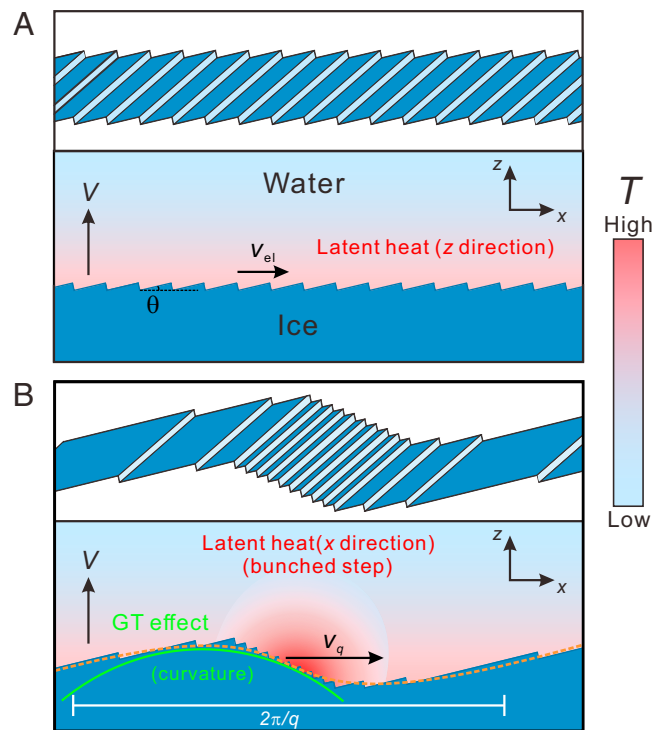 A
Water
V
z
x
v_el
Latent heat (z direction)
θ
Ice
T
High
Low
B
Latent heat(x direction)
(bunched step)
V
z
x
GT effect
v_q
(curvature)
2π/q